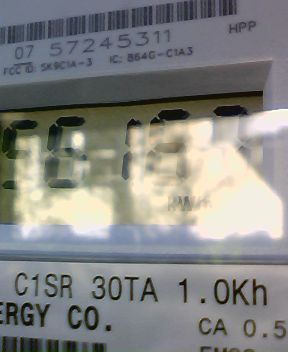 HPP
07 57245311
FCC ID: SK9C1A-3 IC: 864G-C1A3
KWH
C1SR 30TA 1.0Kh
ERGY CO.
CA 0.5